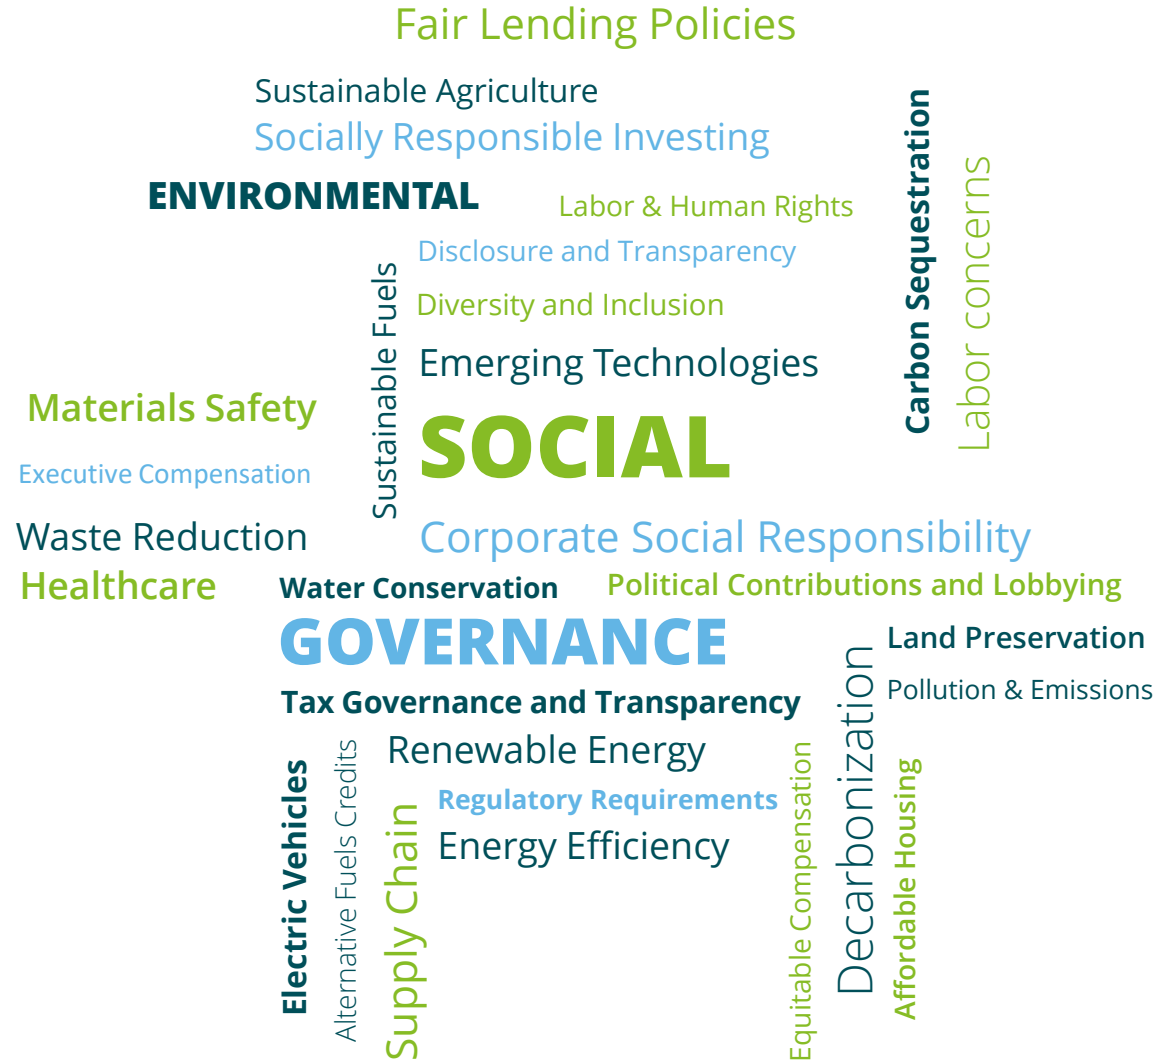 Fair Lending Policies
Sustainable Agriculture
Socially Responsible Investing
ENVIRONMENTAL
Labor & Human Rights
Carbon Sequestration
Labor concerns
Disclosure and Transparency
Sustainable Fuels
Diversity and Inclusion
Emerging Technologies
Materials Safety
SOCIAL
Executive Compensation
Waste Reduction
Corporate Social Responsibility
Healthcare
Water Conservation
Political Contributions and Lobbying
GOVERNANCE
Land Preservation
Decarbonization
Pollution & Emissions
Tax Governance and Transparency
Renewable Energy
Electric Vehicles
Alternative Fuels Credits
Supply Chain
Regulatory Requirements
Energy Efficiency
Equitable Compensation
Affordable Housing